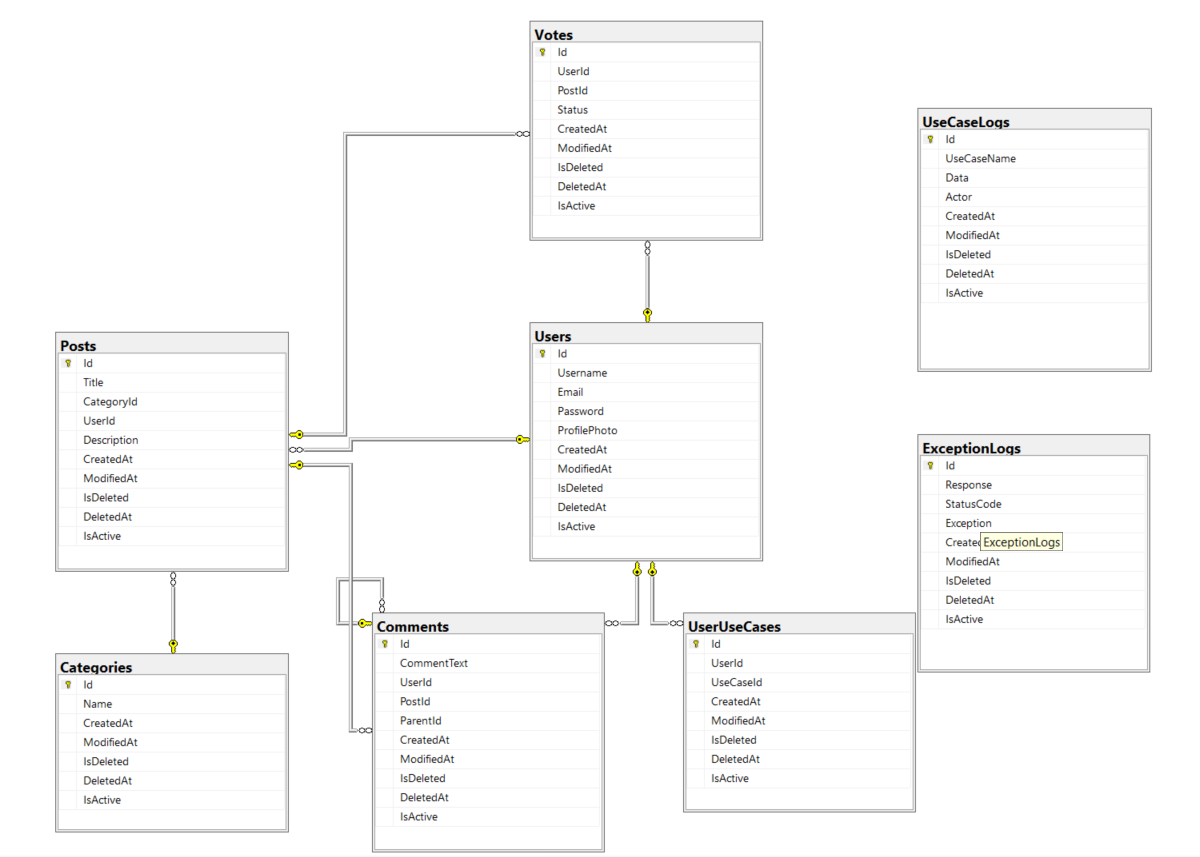 Votes
Id
UserId
PostId
Status
CreatedAt
ModifiedAt
IsDeleted
DeletedAt
IsActive
UseCaseLogs
Id
UseCaseName
Data
Actor
CreatedAt
ModifiedAt
IsDeleted
DeletedAt
IsActive
Posts
Id
Title
CategoryId
UserId
Description
CreatedAt
ModifiedAt
IsDeleted
DeletedAt
IsActive
Users
Id
Username
Email
Password
ProfilePhoto
CreatedAt
ModifiedAt
IsDeleted
DeletedAt
IsActive
ExceptionLogs
Id
Response
StatusCode
Exception
Created
ExceptionLogs
ModifiedAt
IsDeleted
DeletedAt
IsActive
Categories
Id
Name
CreatedAt
ModifiedAt
IsDeleted
DeletedAt
IsActive
Comments
Id
CommentText
UserId
PostId
ParentId
CreatedAt
ModifiedAt
IsDeleted
DeletedAt
IsActive
UserUseCases
Id
UserId
UseCaseId
CreatedAt
ModifiedAt
IsDeleted
DeletedAt
IsActive